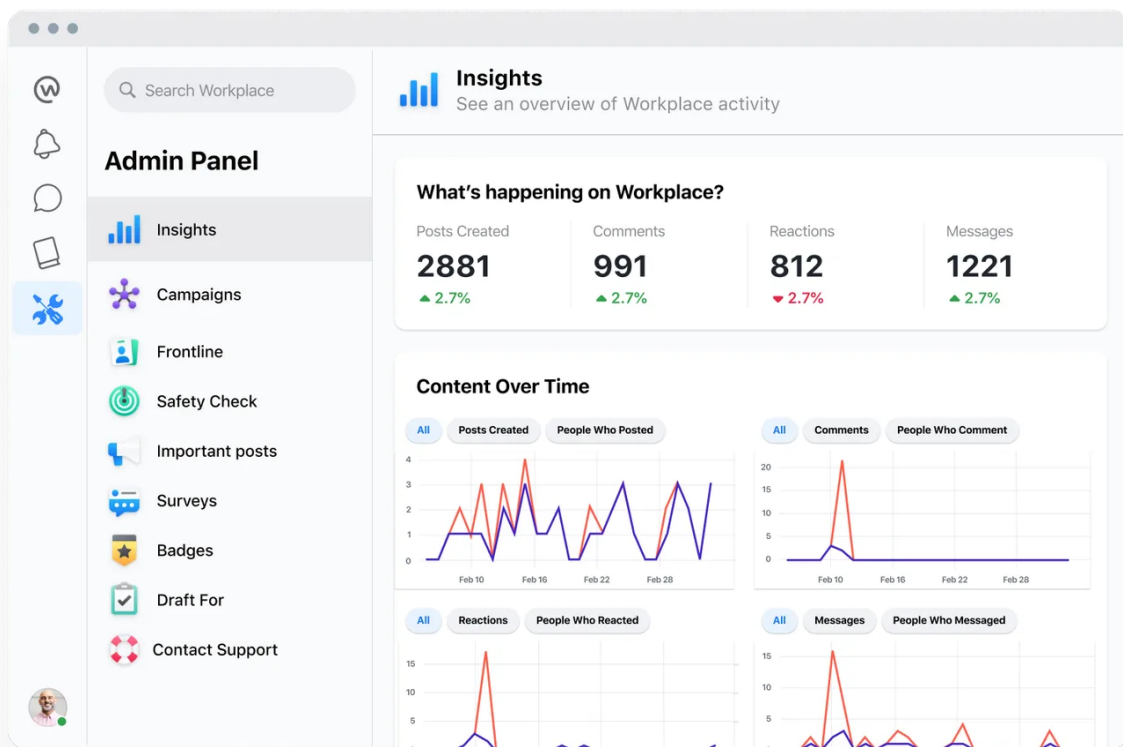 Search Workplace
Admin Panel
Insights
Campaigns
Frontline
Safety Check
Important posts
Surveys
Badges
Draft For
Contact Support
Insights
See an overview of Workplace activity
What's happening on Workplace?
Posts Created Comments Reactions Messages
2881 991 812 1221
2.7% 2.7% 2.7% 2.7%
Content Over Time
All Posts Created People Who Posted
4
3
2
1
0
Feb 10 Feb 16 Feb 22 Feb 28
All Comments People Who Comment
20
15
10
5
0
Feb 10 Feb 16 Feb 22 Feb 28
All Reactions People Who Reacted
15
10
5
All Messages People Who Messaged
15
10
5